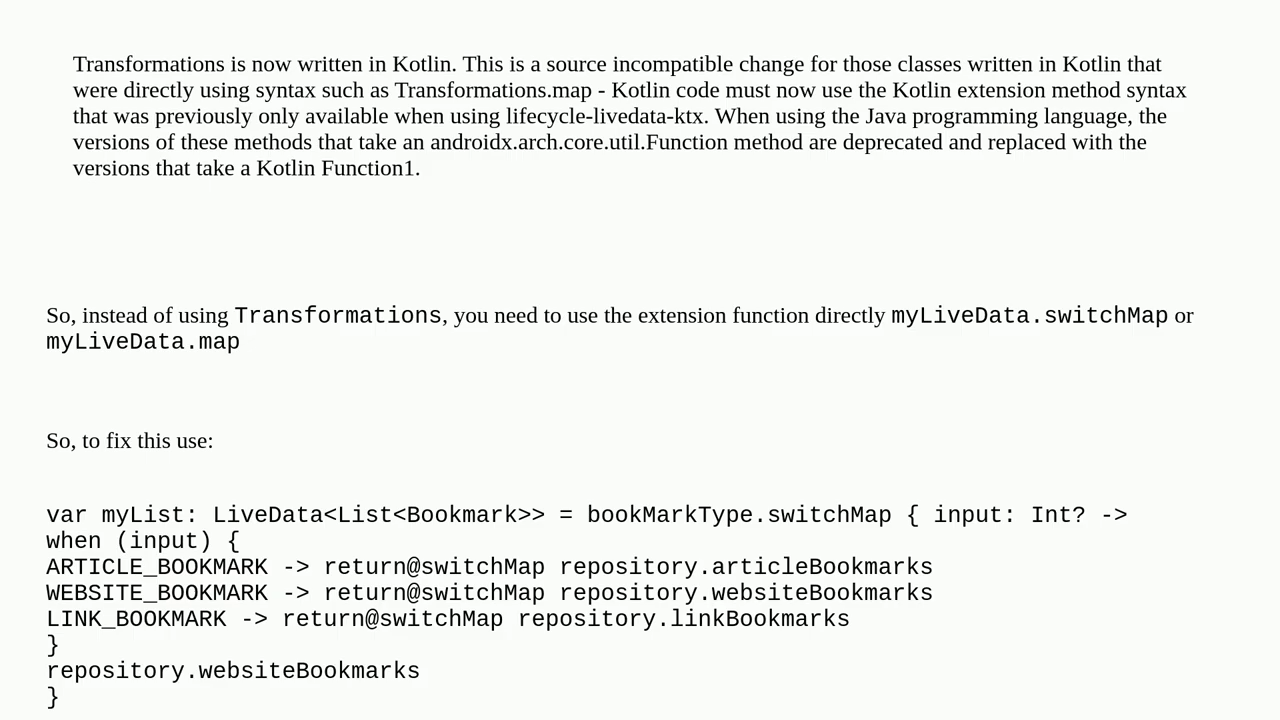 Transformations is now written in Kotlin. This is a source incompatible change for those classes written in Kotlin that
were directly using syntax such as Transformations.map - Kotlin code must now use the Kotlin extension method syntax
that was previously only available when using lifecycle-livedata-ktx. When using the Java programming language, the
versions of these methods that take an androidx.arch.core.util.Function method are deprecated and replaced with the
versions that take a Kotlin Function1.
So, instead of using Transformations, you need to use the extension function directly myLiveData.switchMap or
myLiveData.map
So, to fix this use:
var myList: LiveData<List<Bookmark>> = bookMarkType.switchMap { input: Int? ->
when (input) {
ARTICLE_BOOKMARK -> return@switchMap repository.articleBookmarks
WEBSITE_BOOKMARK -> return@switchMap repository.websiteBookmarks
LINK_BOOKMARK -> return@switchMap repository.linkBookmarks
}
repository.websiteBookmarks
}